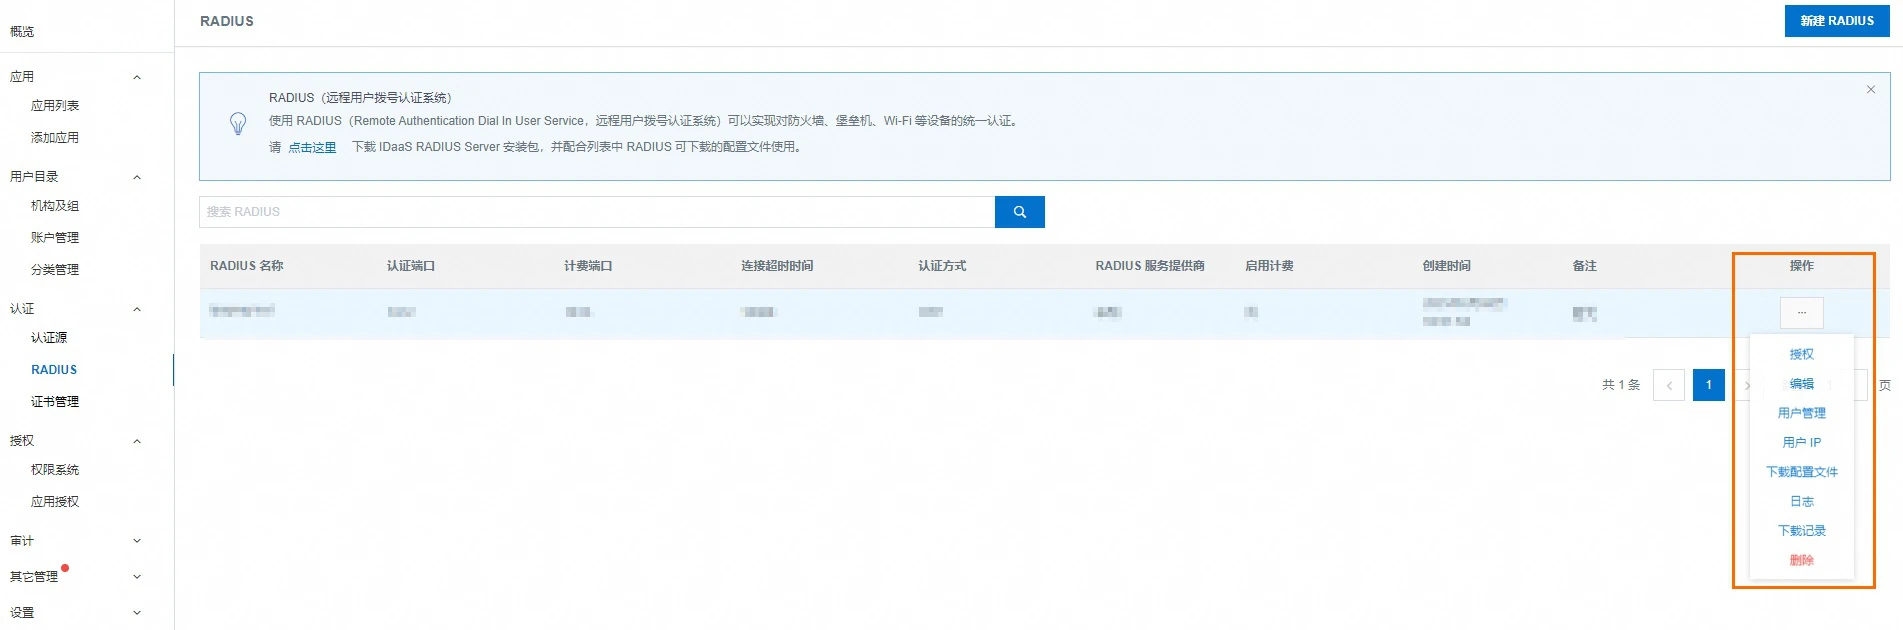 概览
应用
应用列表
添加应用
用户目录
机构及组
账户管理
分类管理
认证
认证源
RADIUS
证书管理
授权
权限系统
应用授权
审计
其它管理
设置
RADIUS
新建 RADIUS
RADIUS（远程用户拨号认证系统）
使用 RADIUS（Remote Authentication Dial In User Service，远程用户拨号认证系统）可以实现对防火墙、堡垒机、Wi-Fi 等设备的统一认证。
请 点击这里 下载 IDaaS RADIUS Server 安装包，并配合列表中 RADIUS 可下载的配置文件使用。
搜索 RADIUS
RADIUS 名称 认证端口 计费端口 连接超时时间 认证方式 RADIUS 服务提供商 启用计费 创建时间 备注 操作
...
共 1 条 1 页
授权
编辑
用户管理
用户 IP
下载配置文件
日志
下载记录
删除